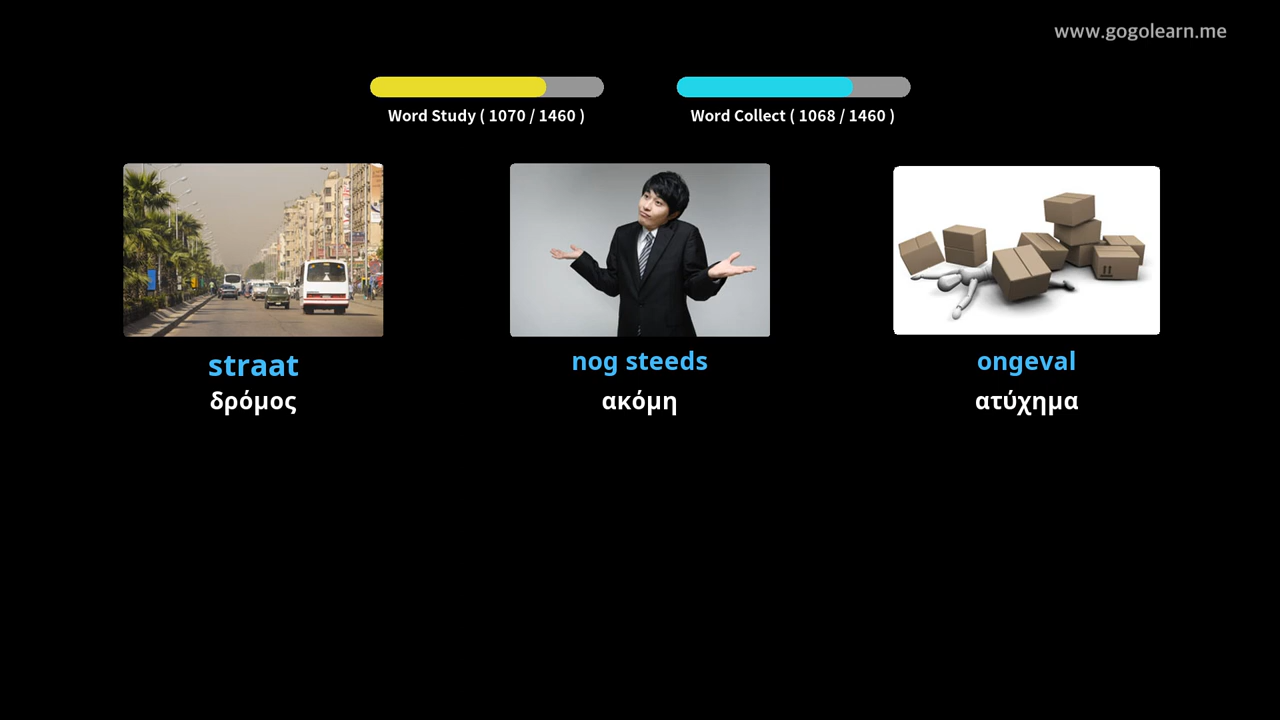 www.gogolearn.me
Word Study ( 1070 / 1460 )
Word Collect ( 1068 / 1460 )
straat
δρόμος
nog steeds
ακόμη
ongeval
ατύχημα